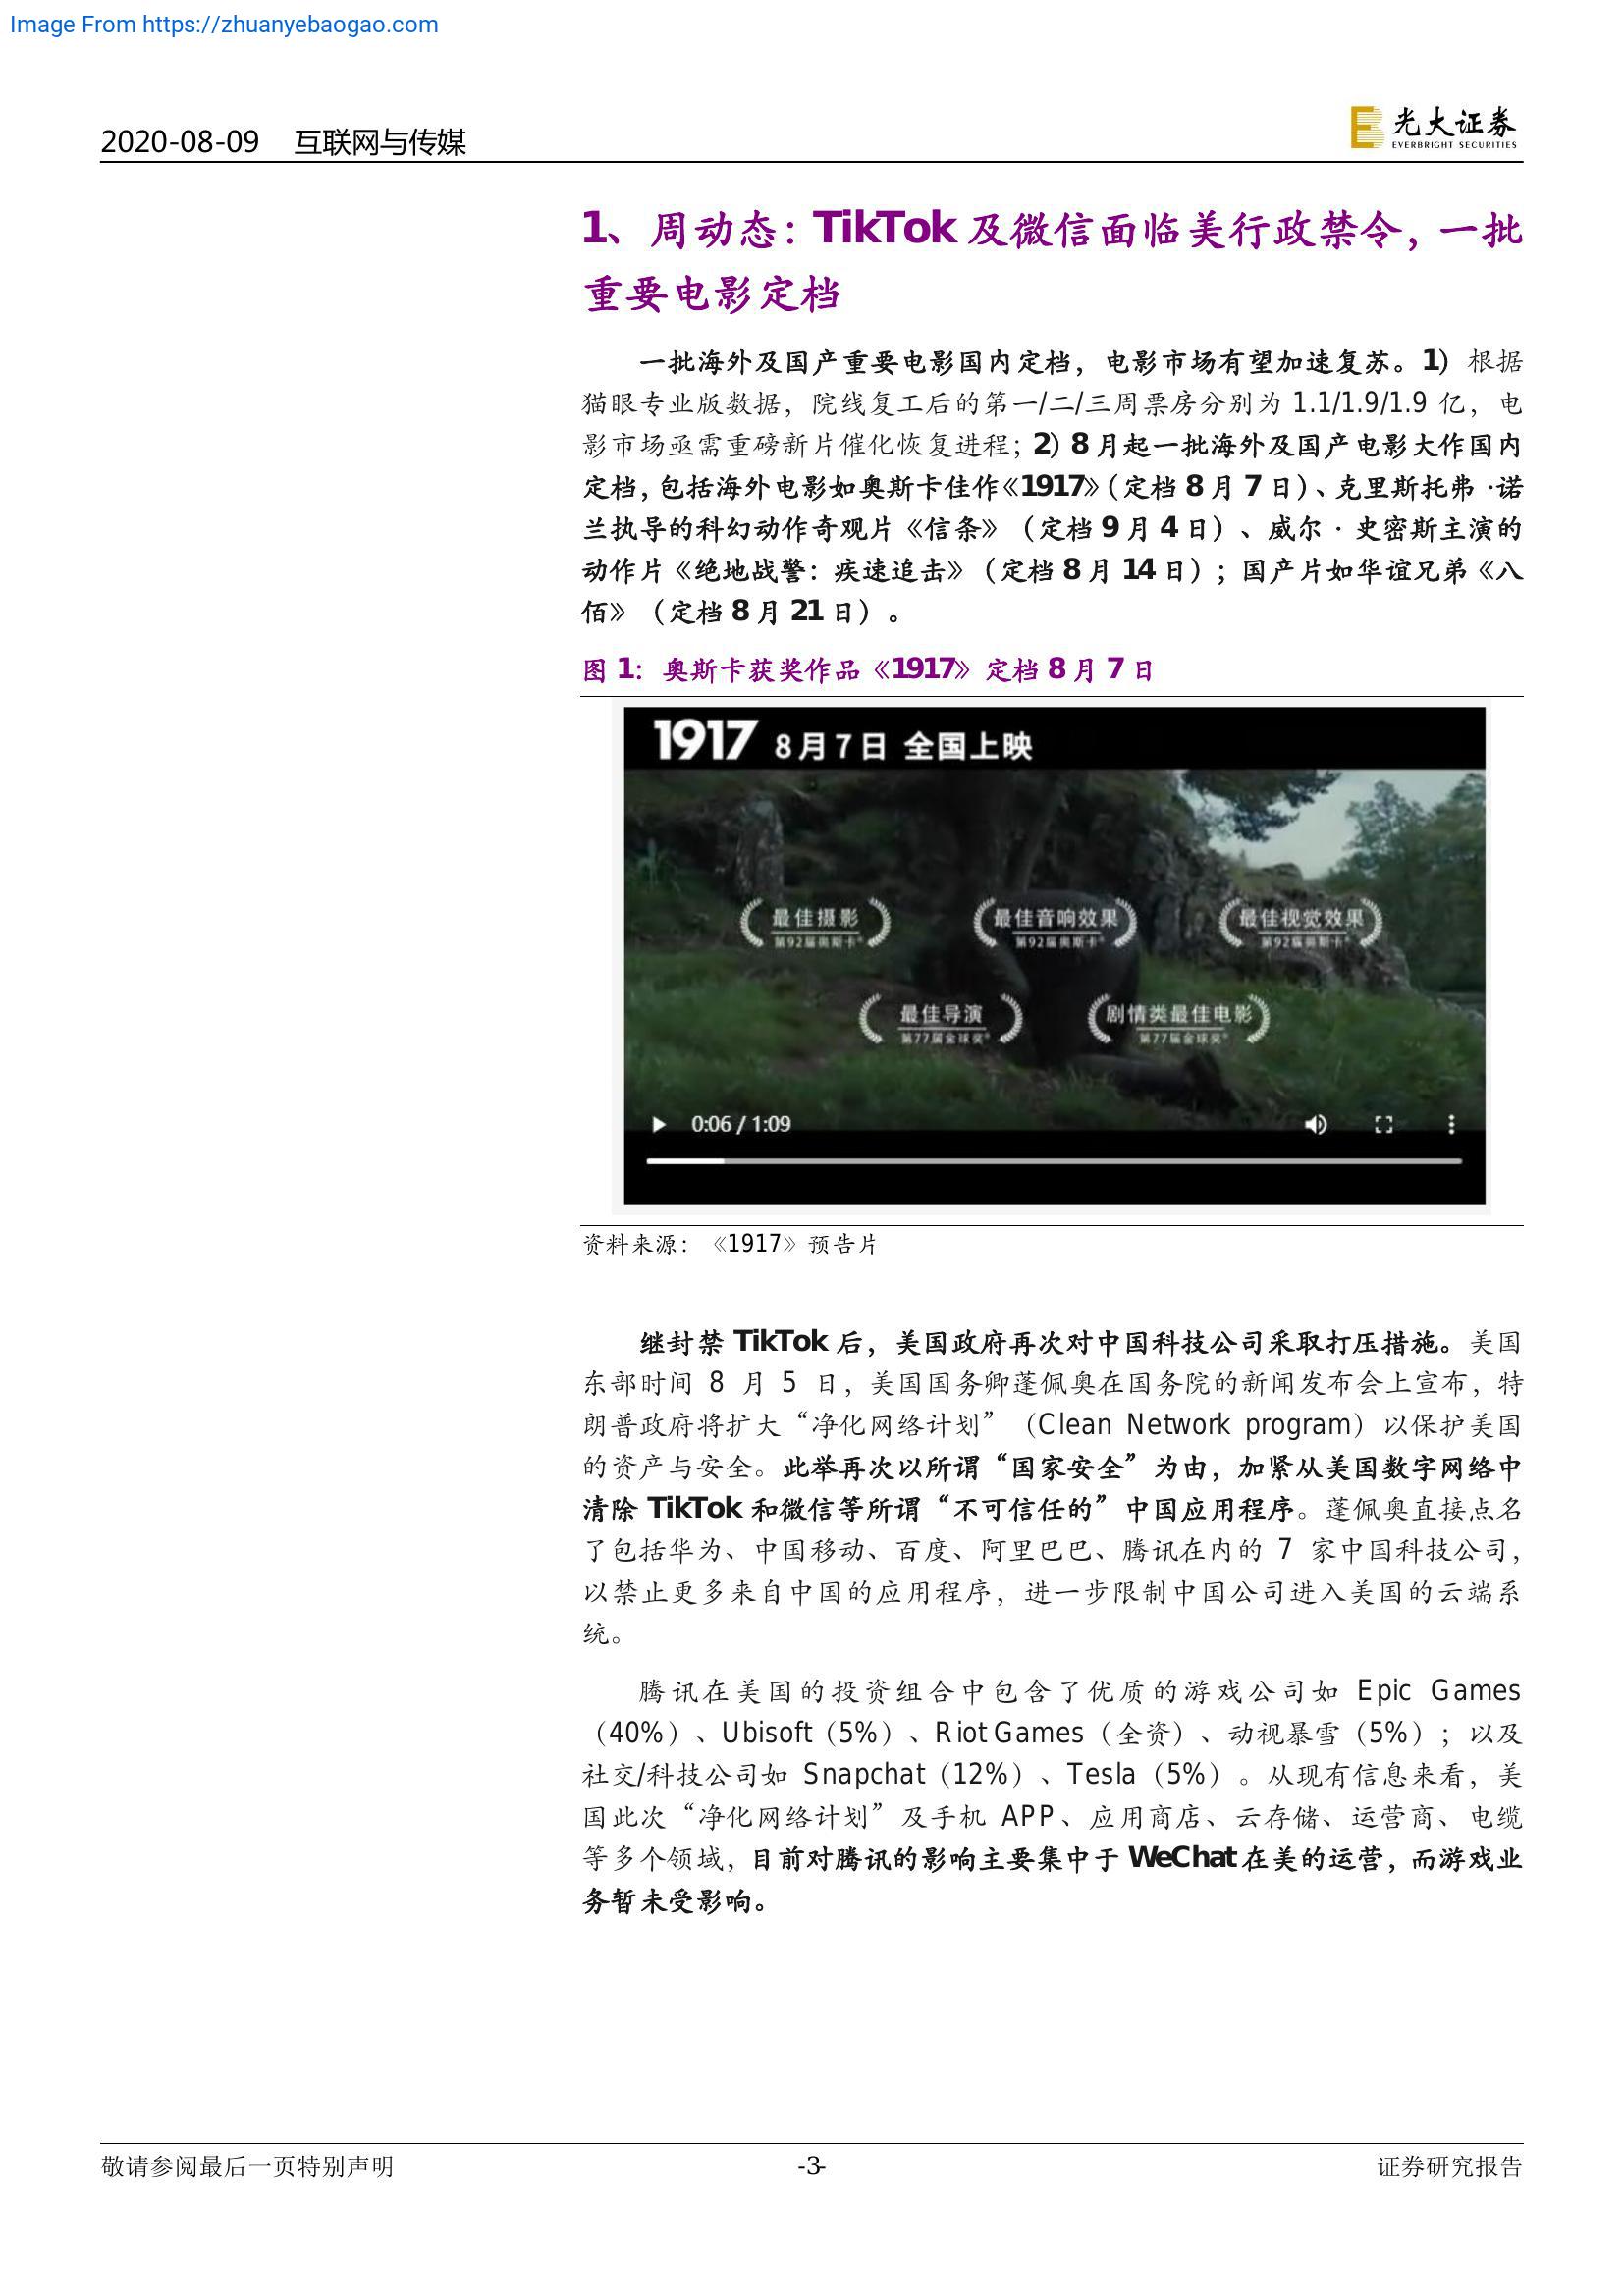 Image From https://zhuanyebaogao.com
2020-08-09 互联网与传媒
光大证券
EVERBRIGHT SECURITIES
1、周动态：TikTok 及微信面临美行政禁令，一批
重要电影定档
一批海外及国产重要电影国内定档，电影市场有望加速复苏。1）根据
猫眼专业版数据，院线复工后的第一/二/三周票房分别为 1.1/1.9/1.9 亿，电
影市场亟需重磅新片催化恢复进程；2）8 月起一批海外及国产电影大作国内
定档，包括海外电影如奥斯卡佳作《1917》（定档 8 月 7 日）、克里斯托弗·诺
兰执导的科幻动作奇观片《信条》（定档 9 月 4 日）、威尔·史密斯主演的
动作片《绝地战警：疾速追击》（定档 8 月 14 日）；国产片如华谊兄弟《八
佰》（定档 8 月 21 日）。
图 1：奥斯卡获奖作品《1917》定档 8 月 7 日
1917 8月7日 全国上映
最佳摄影 最佳音响效果 最佳视觉效果
第92届奥斯卡® 第92届奥斯卡® 第92届奥斯卡®
最佳导演 剧情类最佳电影
第77届金球奖® 第77届金球奖®
0:06 / 1:09
资料来源：《1917》预告片
继封禁 TikTok 后，美国政府再次对中国科技公司采取打压措施。美国
东部时间 8 月 5 日，美国国务卿蓬佩奥在国务院的新闻发布会上宣布，特
朗普政府将扩大“净化网络计划”（Clean Network program）以保护美国
的资产与安全。此举再次以所谓“国家安全”为由，加紧从美国数字网络中
清除 TikTok 和微信等所谓“不可信任的”中国应用程序。蓬佩奥直接点名
了包括华为、中国移动、百度、阿里巴巴、腾讯在内的 7 家中国科技公司，
以禁止更多来自中国的应用程序，进一步限制中国公司进入美国的云端系
统。
腾讯在美国的投资组合中包含了优质的游戏公司如 Epic Games
（40%）、Ubisoft（5%）、Riot Games（全资）、动视暴雪（5%）；以及
社交/科技公司如 Snapchat（12%）、Tesla（5%）。从现有信息来看，美
国此次“净化网络计划”及手机 APP、应用商店、云存储、运营商、电缆
等多个领域，目前对腾讯的影响主要集中于 WeChat 在美的运营，而游戏业
务暂未受影响。
敬请参阅最后一页特别声明 -3- 证券研究报告